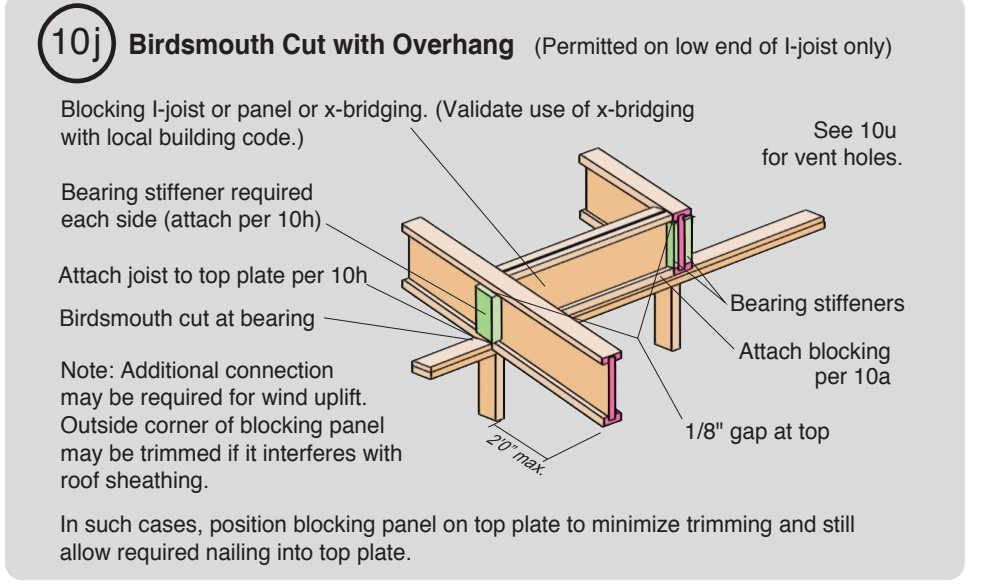 10j Birdsmouth Cut with Overhang (Permitted on low end of I-joist only)
Blocking I-joist or panel or x-bridging. (Validate use of x-bridging
with local building code.)
See 10u
for vent holes.
Bearing stiffener required
each side (attach per 10h)
Attach joist to top plate per 10h
Birdsmouth cut at bearing
Bearing stiffeners
Attach blocking
per 10a
1/8" gap at top
2'0" max.
Note: Additional connection
may be required for wind uplift.
Outside corner of blocking panel
may be trimmed if it interferes with
roof sheathing.
In such cases, position blocking panel on top plate to minimize trimming and still
allow required nailing into top plate.